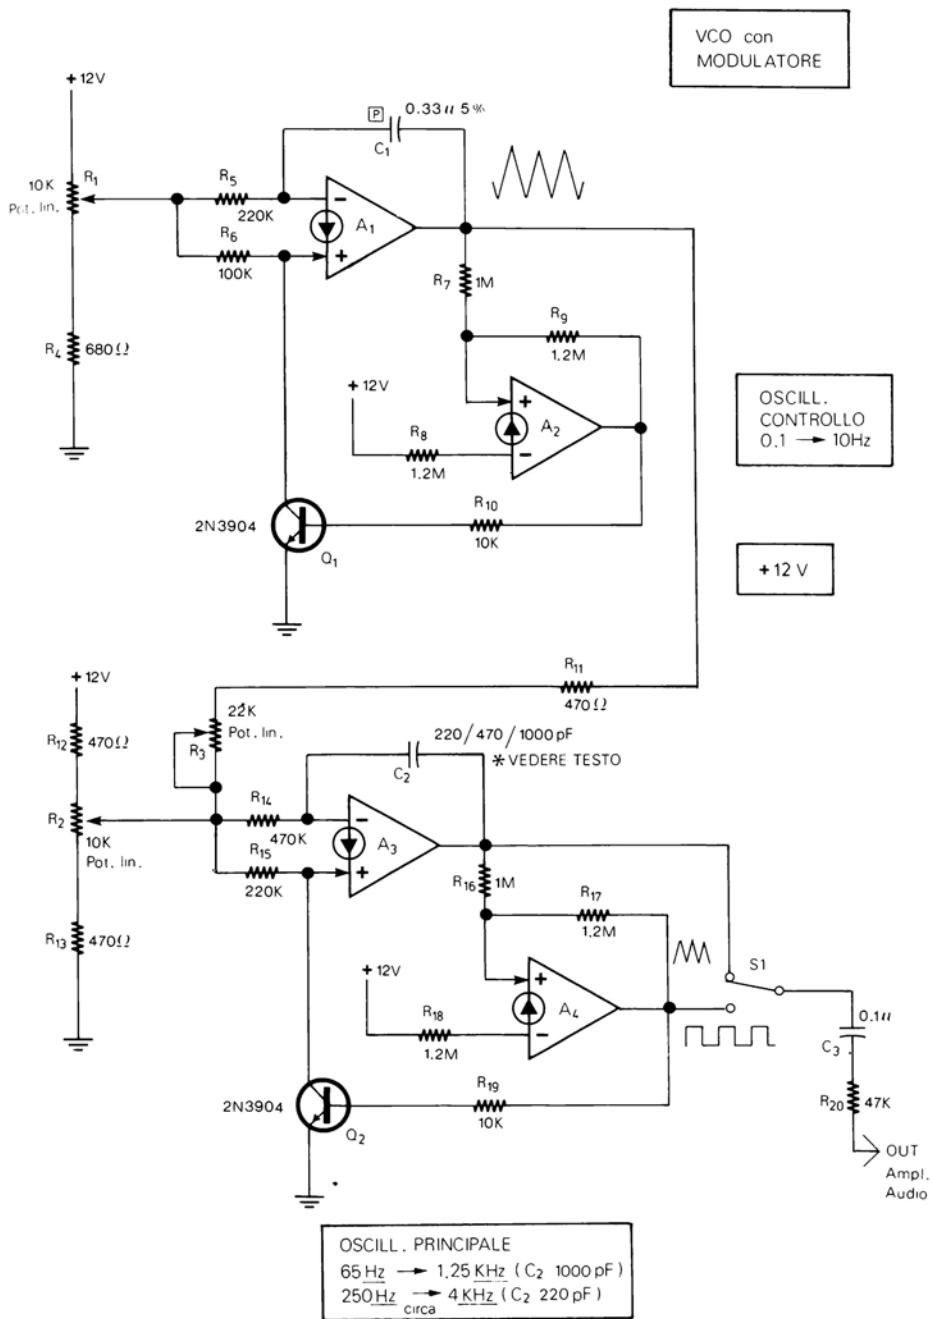 VCO con
MODULATORE
+ 12V
P
0.33u 5%
C1
10K
Pot. lin.
R1
R5
220K
A1
R6
100K
R7
1M
R9
1.2M
R4
680Ω
+ 12V
R8
1.2M
A2
OSCILL.
CONTROLLO
0.1 → 10Hz
R10
10K
2N3904
Q1
+12 V
R11
470Ω
+ 12V
22K
Pot. lin.
R3
R12
470Ω
220/470/1000 pF
C2
* VEDERE TESTO
R14
470K
R2
10K
Pot. lin.
A3
R15
220K
R16
1M
R17
1.2M
R13
470Ω
+ 12V
S1
R18
1.2M
A4
0.1u
C3
R19
10K
2N3904
Q2
R20
47K
OUT
Ampl.
Audio
OSCILL. PRINCIPALE
65 Hz → 1,25 KHz ( C2 1000 pF )
250 Hz → 4 KHz ( C2 220 pF )
circa